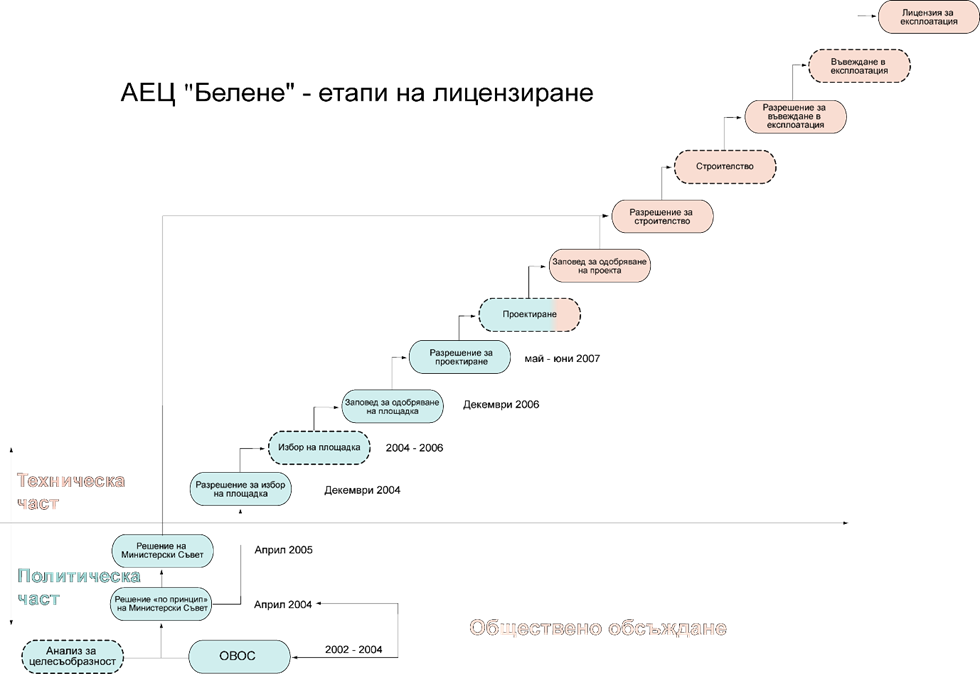 Лицензия за
експлоатация
Въвеждане в
експлоатация
АЕЦ "Белене" - етапи на лицензиране
Разрешение за
въвеждане в
експлоатация
Строителство
Разрешение за
строителство
Заповед за одобряване
на проекта
Проектиране
Разрешение за
проектиране
май - юни 2007
Заповед за одобряване
на площадка
Декември 2006
Избор на площадка
2004 - 2006
Техническа
част
Разрешение за избор
на площадка
Декември 2004
Решение на
Министерски Съвет
Април 2005
Политическа
част
Решение «по принцип»
на Министерски Съвет
Април 2004
Обществено обсъждане
Анализ за
целесъобразност
ОВОС
2002 - 2004